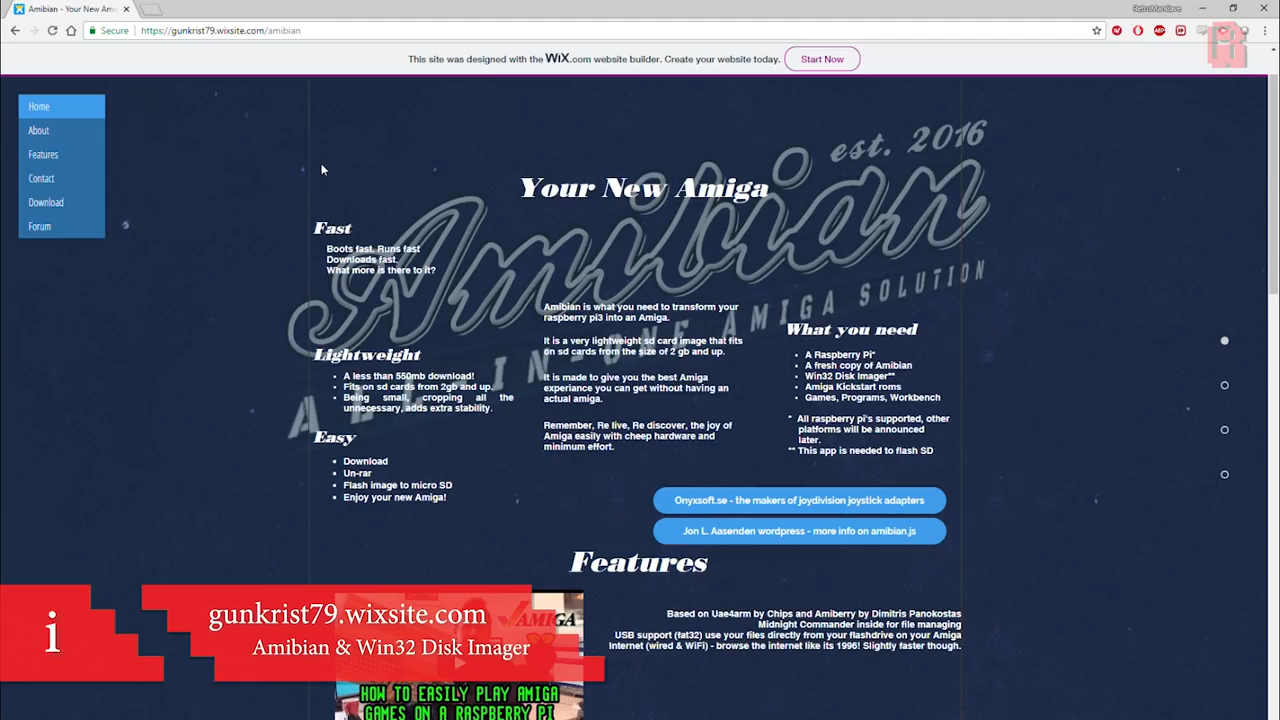 Amibian - Your New Am
RetroManCave
Secure
https://gunkrist79.wixsite.com/amibian
This site was designed with the WiX.com website builder. Create your website today.
Start Now
Home
About
Features
Contact
Download
Forum
est. 2016
Amibian
ALL IN-ONE AMIGA SOLUTION
Your New Amiga
Fast
Boots fast. Runs fast
Downloads fast.
What more is there to it?
Lightweight
A less than 550mb download!
Fits on sd cards from 2gb and up.
Being small, cropping all the
unnecessary, adds extra stability.
Easy
Download
Un-rar
Flash image to micro SD
Enjoy your new Amiga!
Amibian is what you need to transform your
raspberry pi3 into an Amiga.
It is a very lightweight sd card image that fits
on sd cards from the size of 2 gb and up.
It is made to give you the best Amiga
experiance you can get without having an
actual amiga.
Remember, Re live, Re discover, the joy of
Amiga easily with cheep hardware and
minimum effort.
What you need
A Raspberry Pi*
A fresh copy of Amibian
Win32 Disk Imager**
Amiga Kickstart roms
Games, Programs, Workbench
* All raspberry pi's supported, other
platforms will be announced
later.
** This app is needed to flash SD
Onyxsoft.se - the makers of joydivision joystick adapters
Jon L. Aasenden wordpress - more info on amibian.js
Features
Based on Uae4arm by Chips and Amiberry by Dimitris Panokostas
Midnight Commander inside for file managing
USB support (fat32) use your files directly from your flashdrive on your Amiga
Internet (wired & WiFi) - browse the internet like its 1996! Slightly faster though.
i
gunkrist79.wixsite.com
Amibian & Win32 Disk Imager
AMIGA
HOW TO EASILY PLAY AMIGA
GAMES ON A RASPBERRY PI